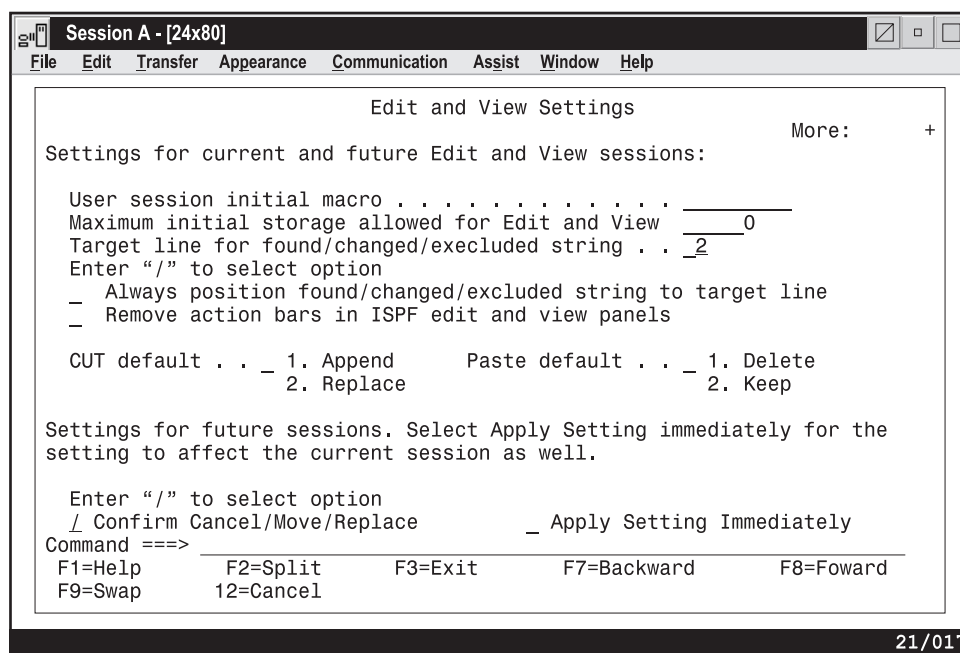 Session A - [24x80]
File Edit Transfer Appearance Communication Assist Window Help
Edit and View Settings
More: +
Settings for current and future Edit and View sessions:
User session initial macro . . . . . . . . . . . . ________
Maximum initial storage allowed for Edit and View _____0
Target line for found/changed/execluded string . . _2
Enter “/” to select option
_ Always position found/changed/excluded string to target line
_ Remove action bars in ISPF edit and view panels
CUT default . . _ 1. Append Paste default . . _ 1. Delete
2. Replace 2. Keep
Settings for future sessions. Select Apply Setting immediately for the
setting to affect the current session as well.
Enter “/” to select option
/ Confirm Cancel/Move/Replace _ Apply Setting Immediately
Command ===> ________
F1=Help F2=Split F3=Exit F7=Backward F8=Foward
F9=Swap 12=Cancel
21/017